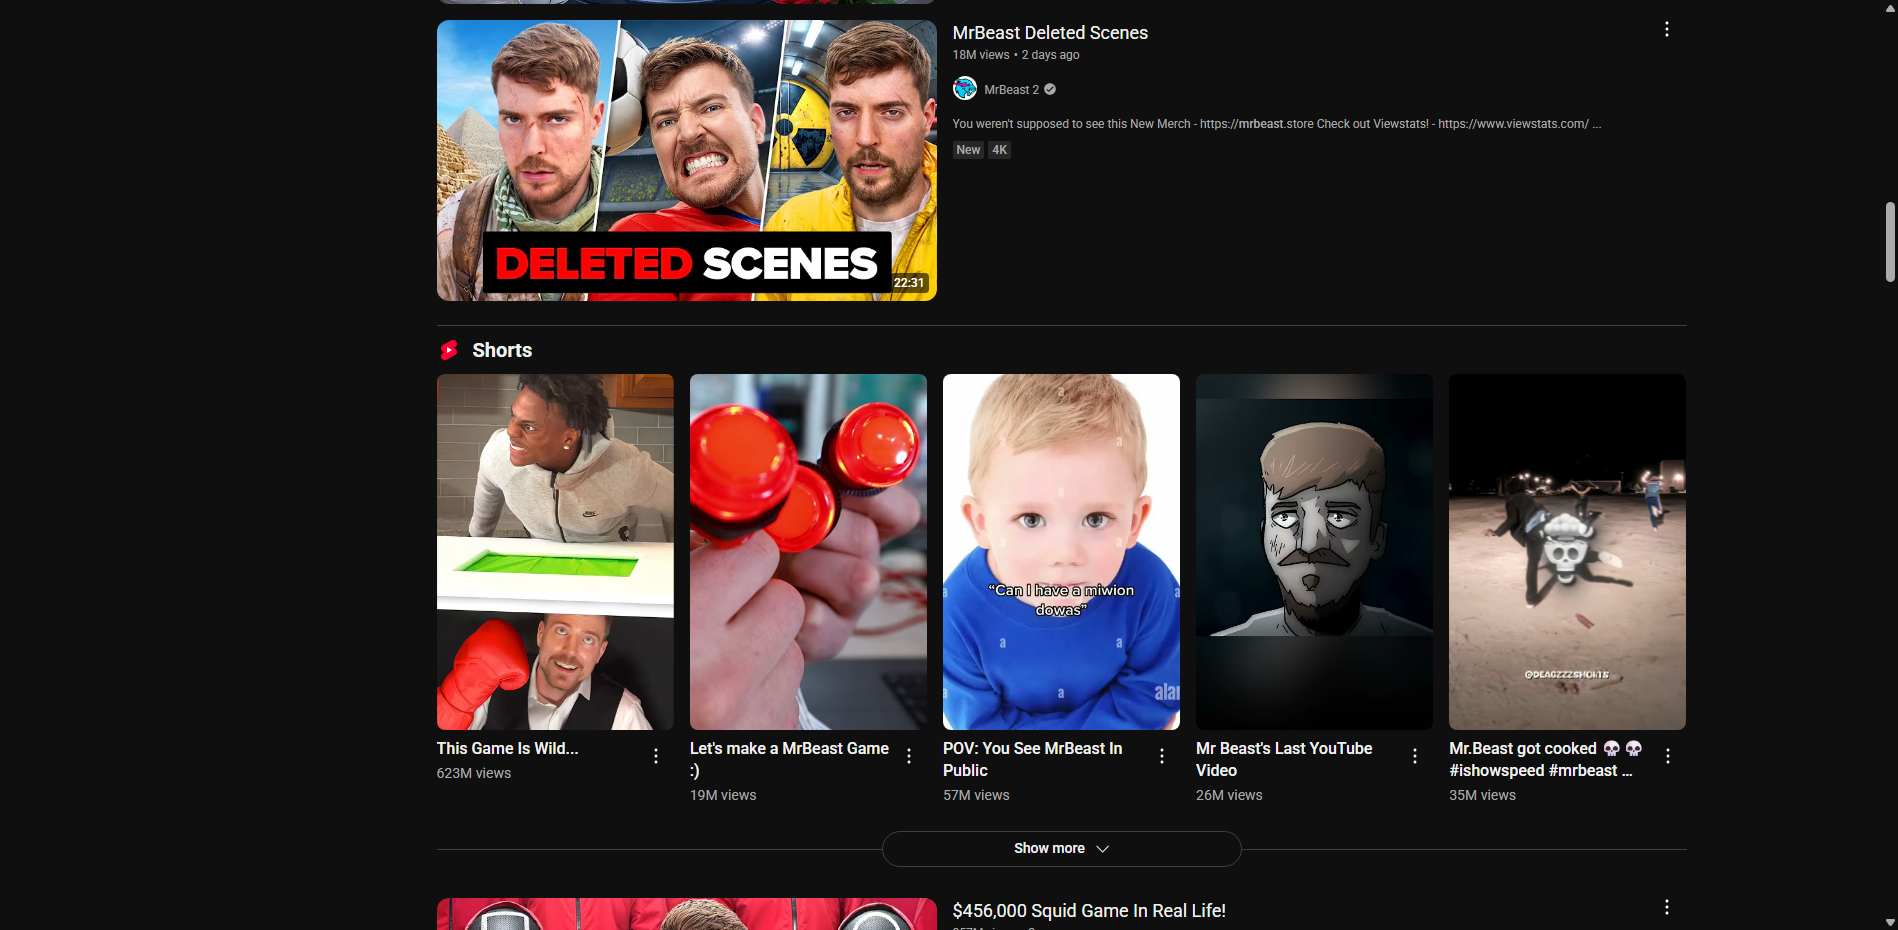 MrBeast Deleted Scenes
18M views • 2 days ago
MrBeast 2
You weren't supposed to see this New Merch - https://mrbeast.store Check out Viewstats! - https://www.viewstats.com/ ...
New 4K
DELETED SCENES
22:31
Shorts
“Can I have a miwion
dowas”
a
a
a
a
a
a
a
a
a
a
a
alar
@DEAGZZZSHORTS
This Game Is Wild...
623M views
Let's make a MrBeast Game
:)
19M views
POV: You See MrBeast In
Public
57M views
Mr Beast's Last YouTube
Video
26M views
Mr.Beast got cooked 💀💀
#ishowspeed #mrbeast ...
35M views
Show more
$456,000 Squid Game In Real Life!